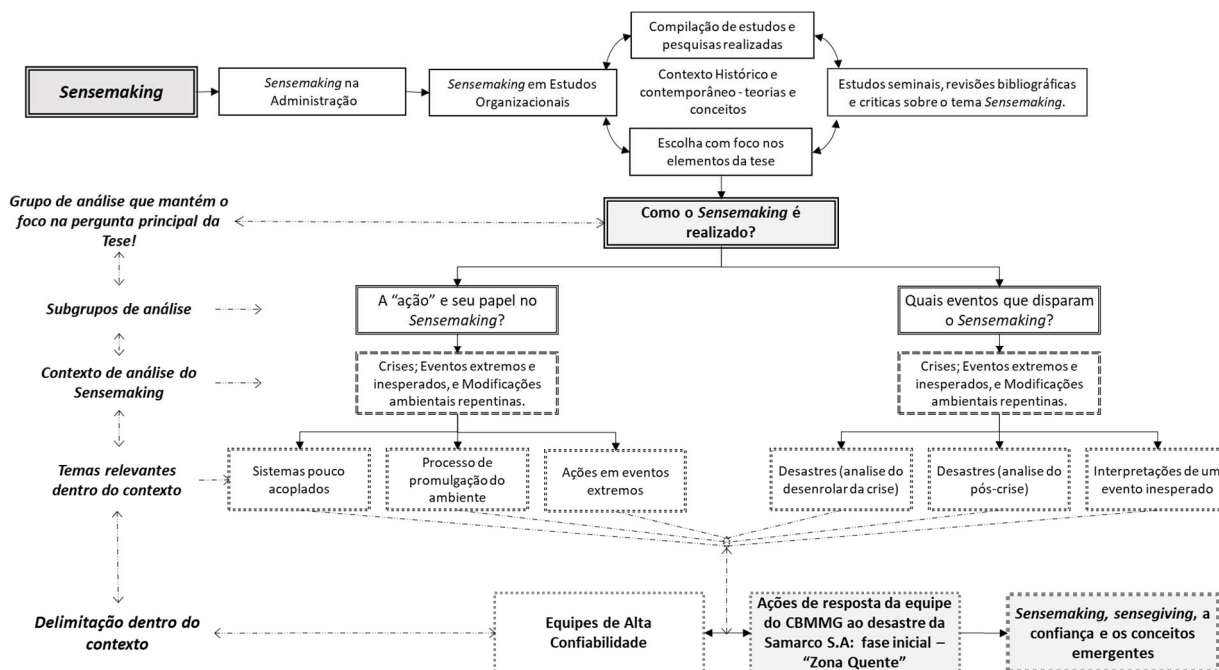 Sensemaking
Sensemaking na
Administração
Sensemaking em Estudos
Organizacionais
Compilação de estudos e
pesquisas realizadas
Contexto Histórico e
contemporâneo - teorias e
conceitos
Escolha com foco nos
elementos da tese
Estudos seminais, revisões bibliográficas
e criticas sobre o tema Sensemaking.
Grupo de análise que mantém o
foco na pergunta principal da
Tese!
Como o Sensemaking é
realizado?
Subgrupos de análise
A “ação” e seu papel no
Sensemaking?
Quais eventos que disparam
o Sensemaking?
Contexto de análise do
Sensemaking
Crises; Eventos extremos e
inesperados, e Modificações
ambientais repentinas.
Crises; Eventos extremos e
inesperados, e Modificações
ambientais repentinas.
Temas relevantes
dentro do contexto
Sistemas pouco
acoplados
Processo de
promulgação do
ambiente
Ações em eventos
extremos
Desastres (analise do
desenrolar da crise)
Desastres (analise do
pós-crise)
Interpretações de um
evento inesperado
Delimitação dentro do
contexto
Equipes de Alta
Confiabilidade
Ações de resposta da equipe
do CBMMG ao desastre da
Samarco S.A: fase inicial –
“Zona Quente”
Sensemaking, sensegiving, a
confiança e os conceitos
emergentes